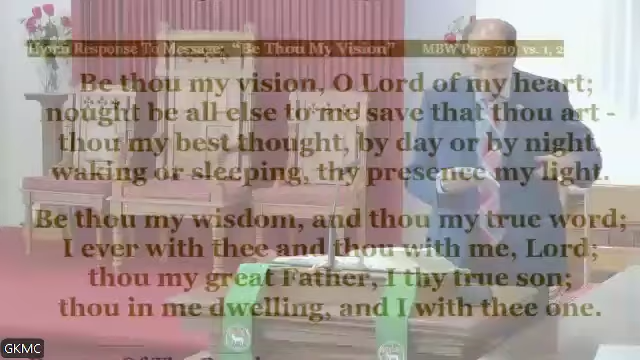 Hymn Response To Message: "Be Thou My Vision" MBW Page 719, vs. 1, 2
Be thou my vision, O Lord of my heart;
nought be all else to me save that thou art -
thou my best thought, by day or by night,
waking or sleeping, thy presence my light.
Be thou my wisdom, and thou my true word;
I ever with thee and thou with me, Lord;
thou my great Father, I thy true son;
thou in me dwelling, and I with thee one.
GKMC